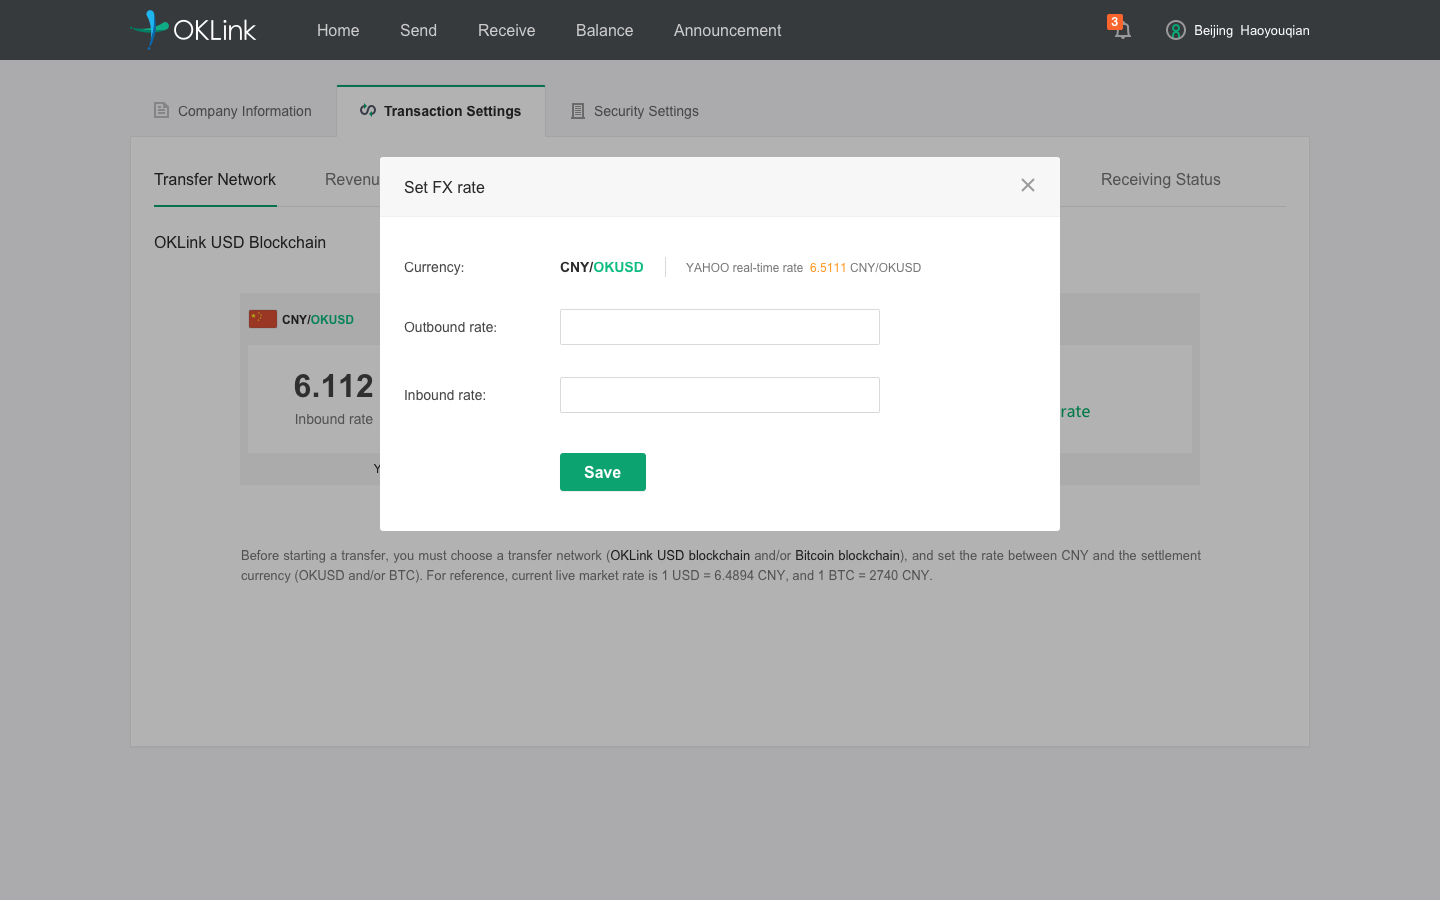 OKLink Home Send Receive Balance Announcement 3 Beijing Haoyouqian
Company Information Transaction Settings Security Settings
Transfer Network Revenu Receiving Status
Set FX rate
OKLink USD Blockchain
Currency: CNY/OKUSD YAHOO real-time rate 6.5111 CNY/OKUSD
CNY/OKUSD
Outbound rate:
6.112
Inbound rate
Inbound rate:
rate
Y
Save
Before starting a transfer, you must choose a transfer network (OKLink USD blockchain and/or Bitcoin blockchain), and set the rate between CNY and the settlement
currency (OKUSD and/or BTC). For reference, current live market rate is 1 USD = 6.4894 CNY, and 1 BTC = 2740 CNY.